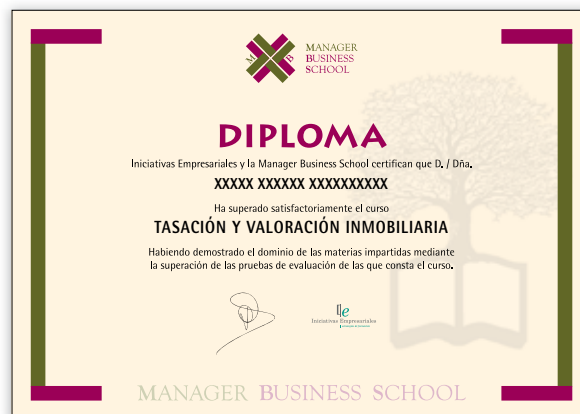 M B
MANAGER
BUSINESS
SCHOOL
DIPLOMA
Iniciativas Empresariales y la Manager Business School certifican que D. / Dña.
XXXXX XXXXXX XXXXXXXXXX
Ha superado satisfactoriamente el curso
TASACIÓN Y VALORACIÓN INMOBILIARIA
Habiendo demostrado el dominio de las materias impartidas mediante
la superación de las pruebas de evaluación de las que consta el curso.
Iniciativas Empresariales
MANAGER BUSINESS SCHOOL